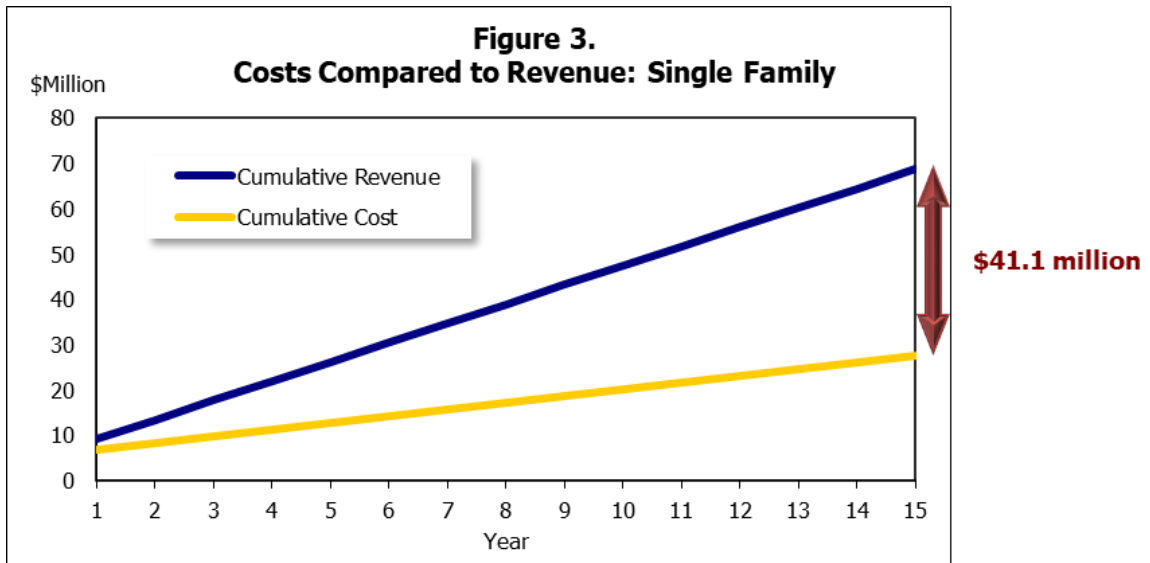 Figure 3.
Costs Compared to Revenue: Single Family
$Million
80
70
60
50
40
30
20
10
0
Cumulative Revenue
Cumulative Cost
$41.1 million
1 2 3 4 5 6 7 8 9 10 11 12 13 14 15
Year